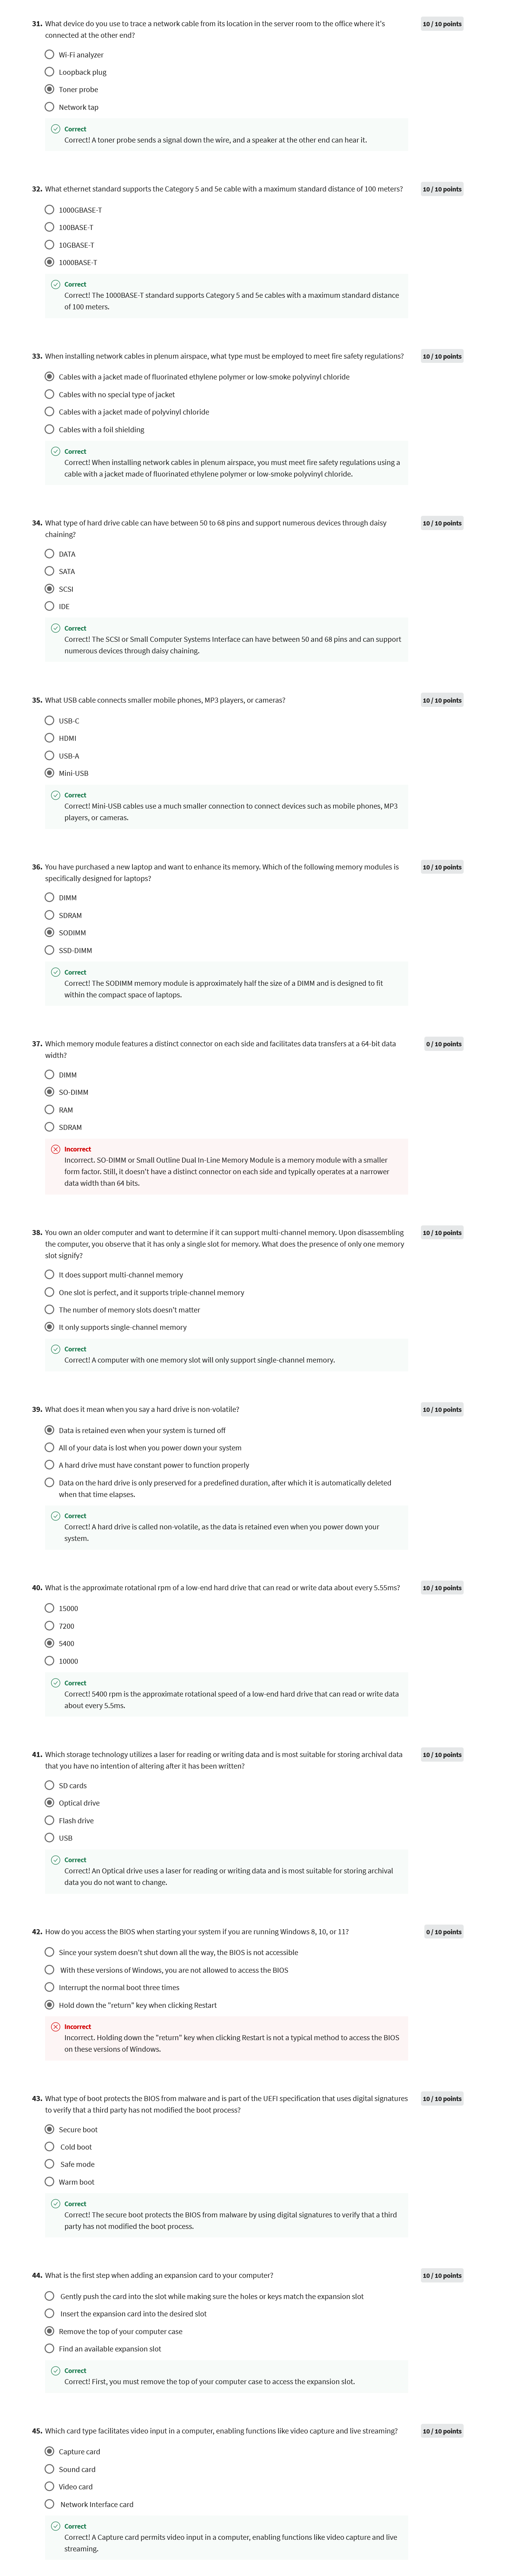 31. What device do you use to trace a network cable from its location in the server room to the office where it's
connected at the other end?
10 / 10 points
Wi-Fi analyzer
Loopback plug
Toner probe
Network tap
Correct
Correct! A toner probe sends a signal down the wire, and a speaker at the other end can hear it.
32. What ethernet standard supports the Category 5 and 5e cable with a maximum standard distance of 100 meters?
10 / 10 points
1000GBASE-T
100BASE-T
10GBASE-T
1000BASE-T
Correct
Correct! The 1000BASE-T standard supports Category 5 and 5e cables with a maximum standard distance
of 100 meters.
33. When installing network cables in plenum airspace, what type must be employed to meet fire safety regulations?
10 / 10 points
Cables with a jacket made of fluorinated ethylene polymer or low-smoke polyvinyl chloride
Cables with no special type of jacket
Cables with a jacket made of polyvinyl chloride
Cables with a foil shielding
Correct
Correct! When installing network cables in plenum airspace, you must meet fire safety regulations using a
cable with a jacket made of fluorinated ethylene polymer or low-smoke polyvinyl chloride.
34. What type of hard drive cable can have between 50 to 68 pins and support numerous devices through daisy
chaining?
10 / 10 points
DATA
SATA
SCSI
IDE
Correct
Correct! The SCSI or Small Computer Systems Interface can have between 50 and 68 pins and can support
numerous devices through daisy chaining.
35. What USB cable connects smaller mobile phones, MP3 players, or cameras?
10 / 10 points
USB-C
HDMI
USB-A
Mini-USB
Correct
Correct! Mini-USB cables use a much smaller connection to connect devices such as mobile phones, MP3
players, or cameras.
36. You have purchased a new laptop and want to enhance its memory. Which of the following memory modules is
specifically designed for laptops?
10 / 10 points
DIMM
SDRAM
SODIMM
SSD-DIMM
Correct
Correct! The SODIMM memory module is approximately half the size of a DIMM and is designed to fit
within the compact space of laptops.
37. Which memory module features a distinct connector on each side and facilitates data transfers at a 64-bit data
width?
0 / 10 points
DIMM
SO-DIMM
RAM
SDRAM
Incorrect
Incorrect. SO-DIMM or Small Outline Dual In-Line Memory Module is a memory module with a smaller
form factor. Still, it doesn't have a distinct connector on each side and typically operates at a narrower
data width than 64 bits.
38. You own an older computer and want to determine if it can support multi-channel memory. Upon disassembling
the computer, you observe that it has only a single slot for memory. What does the presence of only one memory
slot signify?
10 / 10 points
It does support multi-channel memory
One slot is perfect, and it supports triple-channel memory
The number of memory slots doesn't matter
It only supports single-channel memory
Correct
Correct! A computer with one memory slot will only support single-channel memory.
39. What does it mean when you say a hard drive is non-volatile?
10 / 10 points
Data is retained even when your system is turned off
All of your data is lost when you power down your system
A hard drive must have constant power to function properly
Data on the hard drive is only preserved for a predefined duration, after which it is automatically deleted
when that time elapses.
Correct
Correct! A hard drive is called non-volatile, as the data is retained even when you power down your
system.
40. What is the approximate rotational rpm of a low-end hard drive that can read or write data about every 5.55ms?
10 / 10 points
15000
7200
5400
10000
Correct
Correct! 5400 rpm is the approximate rotational speed of a low-end hard drive that can read or write data
about every 5.5ms.
41. Which storage technology utilizes a laser for reading or writing data and is most suitable for storing archival data
that you have no intention of altering after it has been written?
10 / 10 points
SD cards
Optical drive
Flash drive
USB
Correct
Correct! An Optical drive uses a laser for reading or writing data and is most suitable for storing archival
data you do not want to change.
42. How do you access the BIOS when starting your system if you are running Windows 8, 10, or 11?
0 / 10 points
Since your system doesn't shut down all the way, the BIOS is not accessible
With these versions of Windows, you are not allowed to access the BIOS
Interrupt the normal boot three times
Hold down the "return" key when clicking Restart
Incorrect
Incorrect. Holding down the "return" key when clicking Restart is not a typical method to access the BIOS
on these versions of Windows.
43. What type of boot protects the BIOS from malware and is part of the UEFI specification that uses digital signatures
to verify that a third party has not modified the boot process?
10 / 10 points
Secure boot
Cold boot
Safe mode
Warm boot
Correct
Correct! The secure boot protects the BIOS from malware by using digital signatures to verify that a third
party has not modified the boot process.
44. What is the first step when adding an expansion card to your computer?
10 / 10 points
Gently push the card into the slot while making sure the holes or keys match the expansion slot
Insert the expansion card into the desired slot
Remove the top of your computer case
Find an available expansion slot
Correct
Correct! First, you must remove the top of your computer case to access the expansion slot.
45. Which card type facilitates video input in a computer, enabling functions like video capture and live streaming?
10 / 10 points
Capture card
Sound card
Video card
Network Interface card
Correct
Correct! A Capture card permits video input in a computer, enabling functions like video capture and live
streaming.